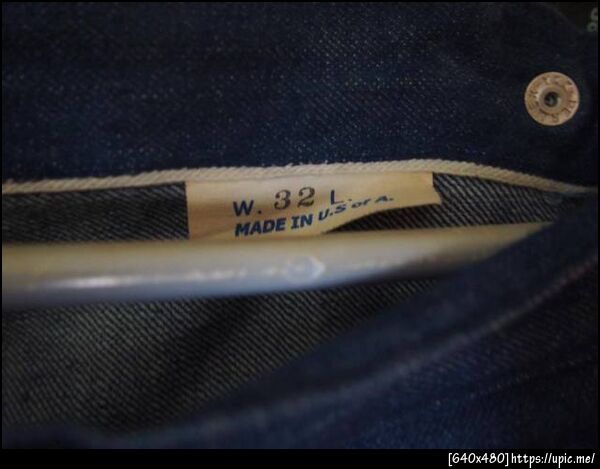 W. 32 L.
MADE IN U.S OF A.
[640x480]https://upic.me/